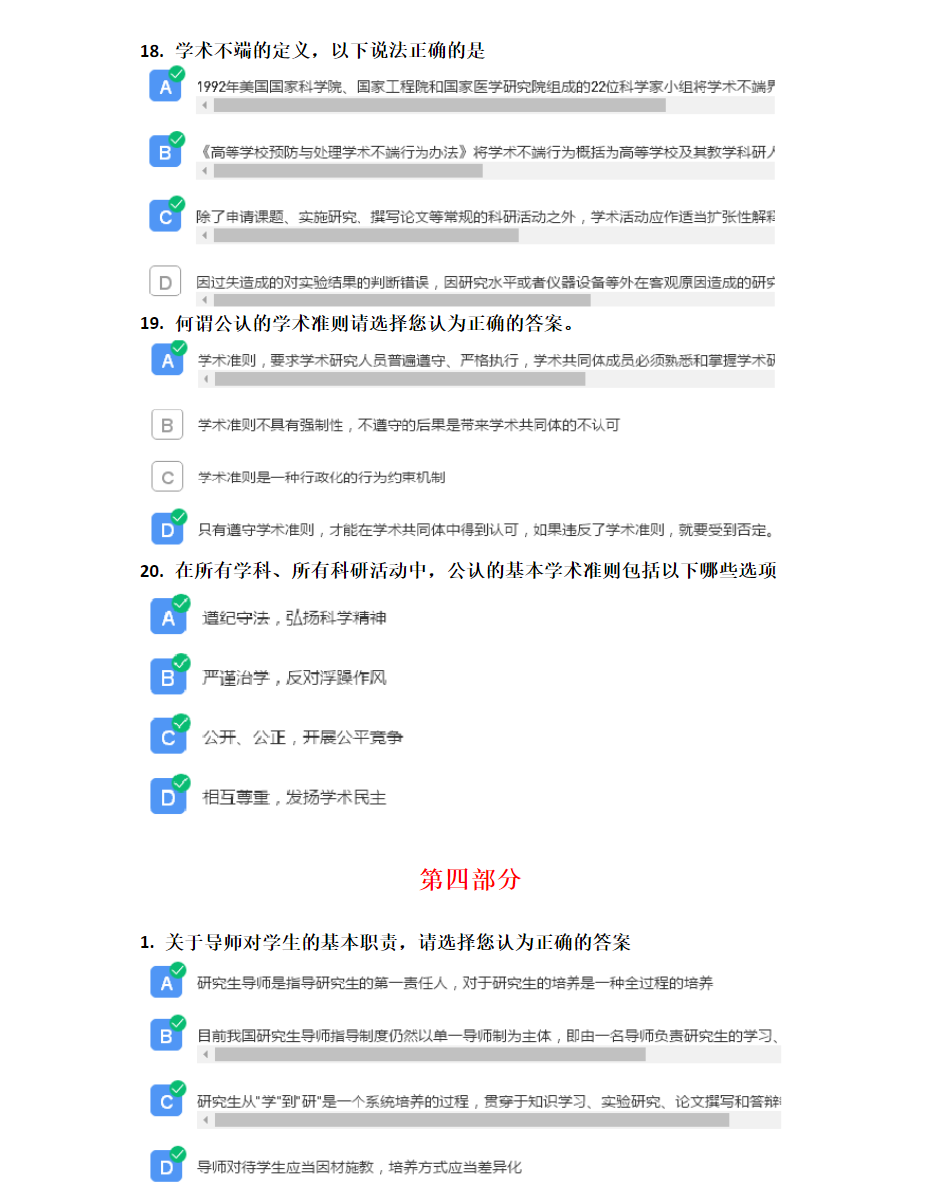 18. 学术不端的定义，以下说法正确的是
A 1992年美国国家科学院、国家工程院和国家医学研究院组成的22位科学家小组将学术不端
B 《高等学校预防与处理学术不端行为办法》将学术不端行为概括为高等学校及其教学科研
C 除了申请课题、实施研究、撰写论文等常规的科研活动之外，学术活动应作适当扩张性解释
D 因过失造成的对实验结果的判断错误，因研究水平或者仪器设备等外在客观原因造成的研究
19. 何谓公认的学术准则请选择您认为正确的答案。
A 学术准则，要求学术研究人员普遍遵守、严格执行，学术共同体成员必须熟悉和掌握学术研
B 学术准则不具有强制性，不遵守的后果是带来学术共同体的不认可
C 学术准则是一种行政化的行为约束机制
D 只有遵守学术准则，才能在学术共同体中得到认可，如果违反了学术准则，就要受到否定。
20. 在所有学科、所有科研活动中，公认的基本学术准则包括以下哪些选项
A 遵纪守法，弘扬科学精神
B 严谨治学，反对浮躁作风
C 公开、公正，开展公平竞争
D 相互尊重，发扬学术民主
第四部分
1. 关于导师对学生的基本职责，请选择您认为正确的答案
A 研究生导师是指导研究生的第一责任人，对于研究生的培养是一种全过程的培养
B 目前我国研究生导师指导制度仍然以单一导师制为主体，即由一名导师负责研究生的学习、
C 研究生从"学"到"研"是一个系统培养的过程，贯穿于知识学习、实验研究、论文撰写和答辩
D 导师对待学生应当因材施教，培养方式应当差异化